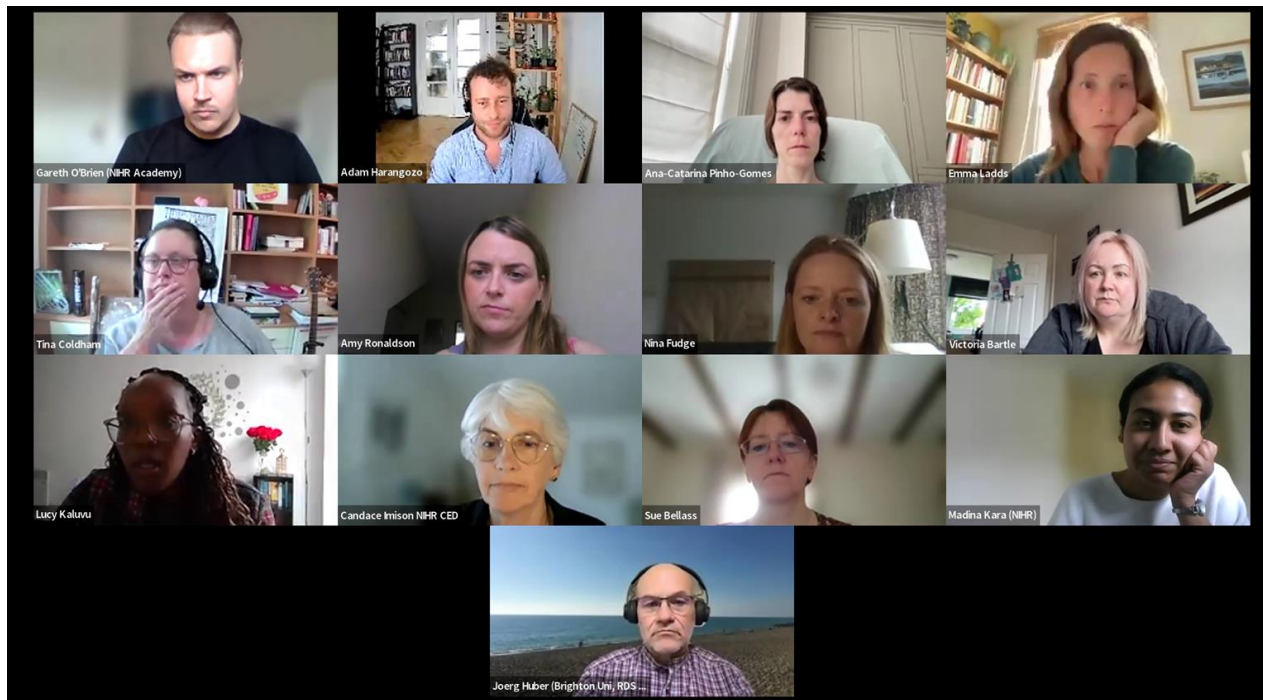 Gareth O'Brien (NIHR Academy)
Adam Harangozo
Ana-Catarina Pinho-Gomes
Emma Ladds
Tina Coldham
Amy Ronaldson
Nina Fudge
Victoria Bartle
Lucy Kaluvu
Candace Imison NIHR CED
Sue Bellass
Madina Kara (NIHR)
Joerg Huber (Brighton Uni, RDS ...